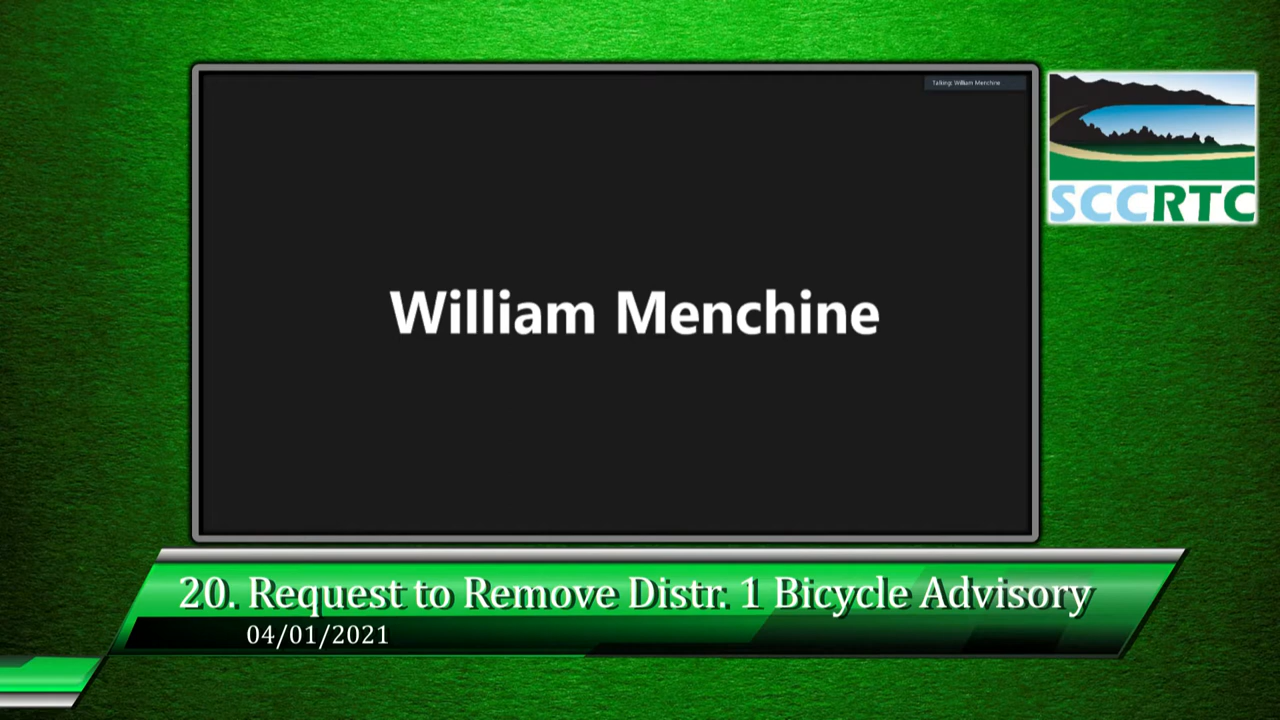 Talking: William Menchine
SCCRTC
William Menchine
20. Request to Remove Distr. 1 Bicycle Advisory
04/01/2021